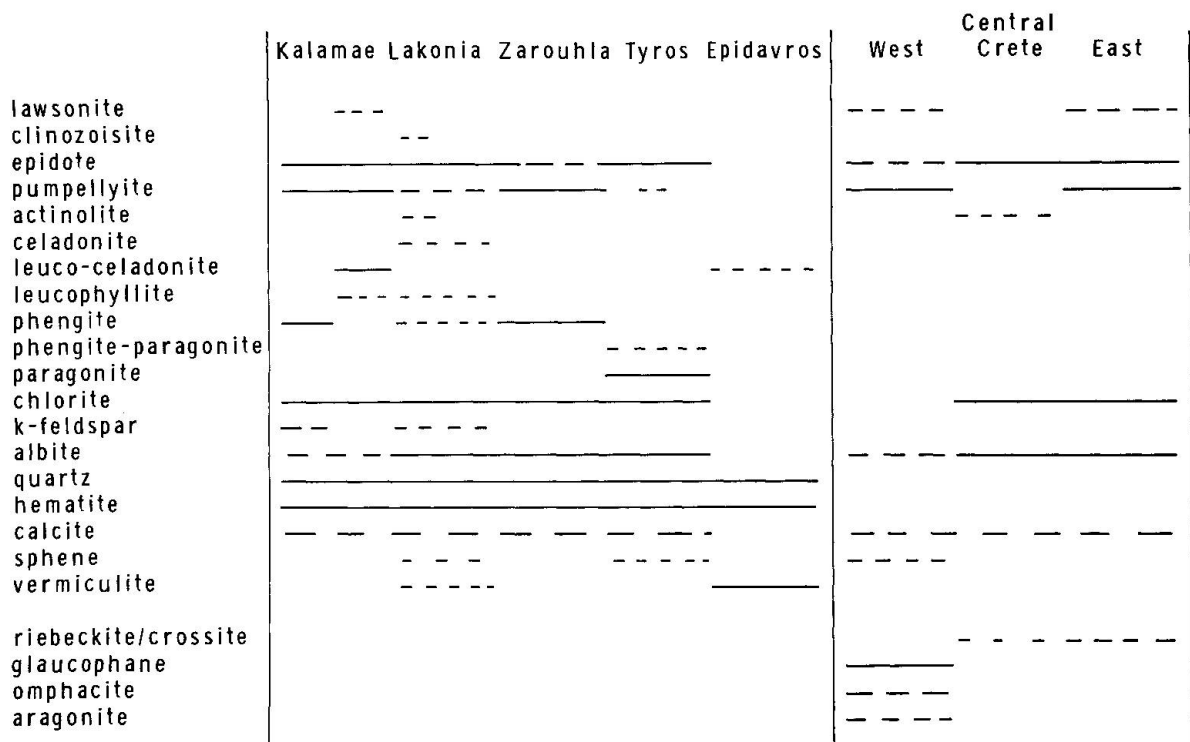 Central
Kalamae Lakonia Zarouhla Tyros Epidavros West Crete East
lawsonite
clinozoisite
epidote
pumpellyite
actinolite
celadonite
leuco-celadonite
leucophyllite
phengite
phengite-paragonite
paragonite
chlorite
k-feldspar
albite
quartz
hematite
calcite
sphene
vermiculite
riebeckite/crossite
glaucophane
omphacite
aragonite